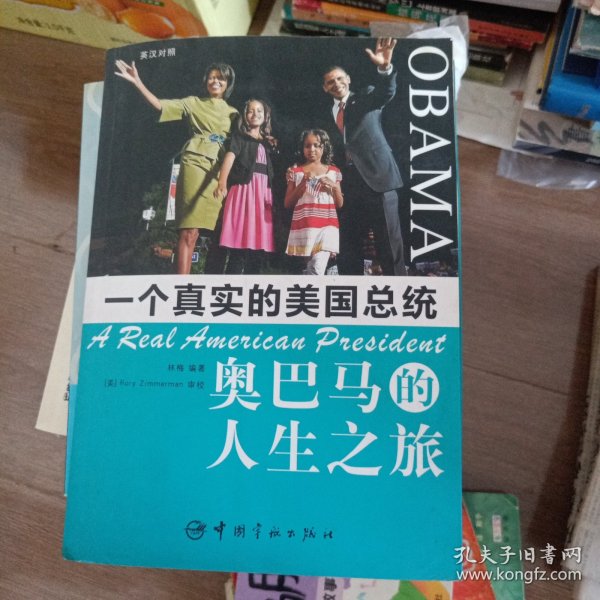 英汉对照
OBAMA
一个真实的美国总统
A Real American President
林梅 编著
[美] Rory Zimmerman 审校
奥巴马的
人生之旅
中国宇航出版社
孔夫子旧书网
www.kongfz.com